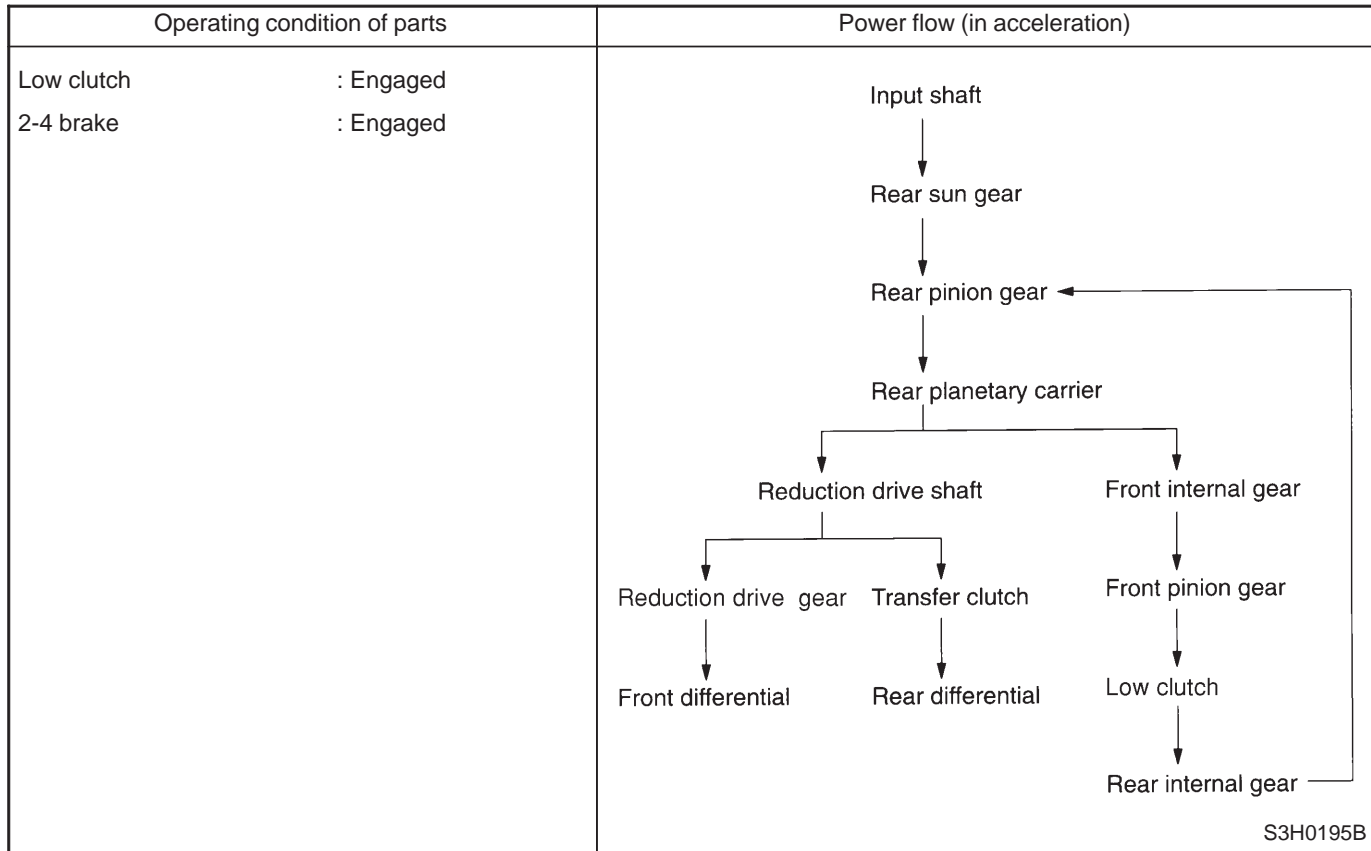 Operating condition of parts
Power flow (in acceleration)
Low clutch : Engaged
2-4 brake : Engaged
Input shaft
Rear sun gear
Rear pinion gear
Rear planetary carrier
Reduction drive shaft
Front internal gear
Reduction drive gear
Transfer clutch
Front pinion gear
Front differential
Rear differential
Low clutch
Rear internal gear
S3H0195B